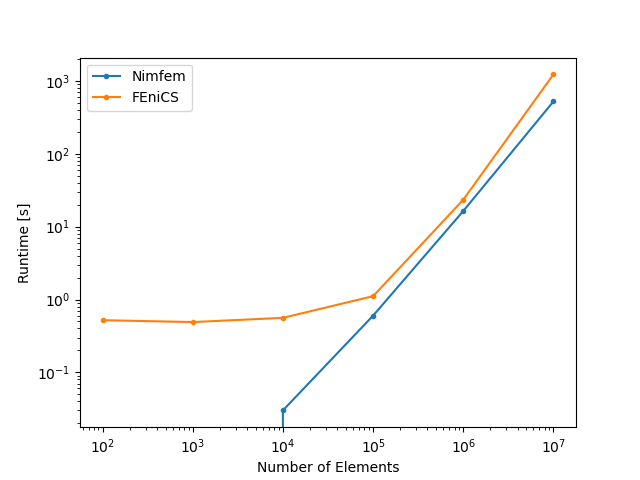 Nimfem
FEniCS
10³
10²
10¹
10⁰
10⁻¹
Runtime [s]
10² 10³ 10⁴ 10⁵ 10⁶ 10⁷
Number of Elements